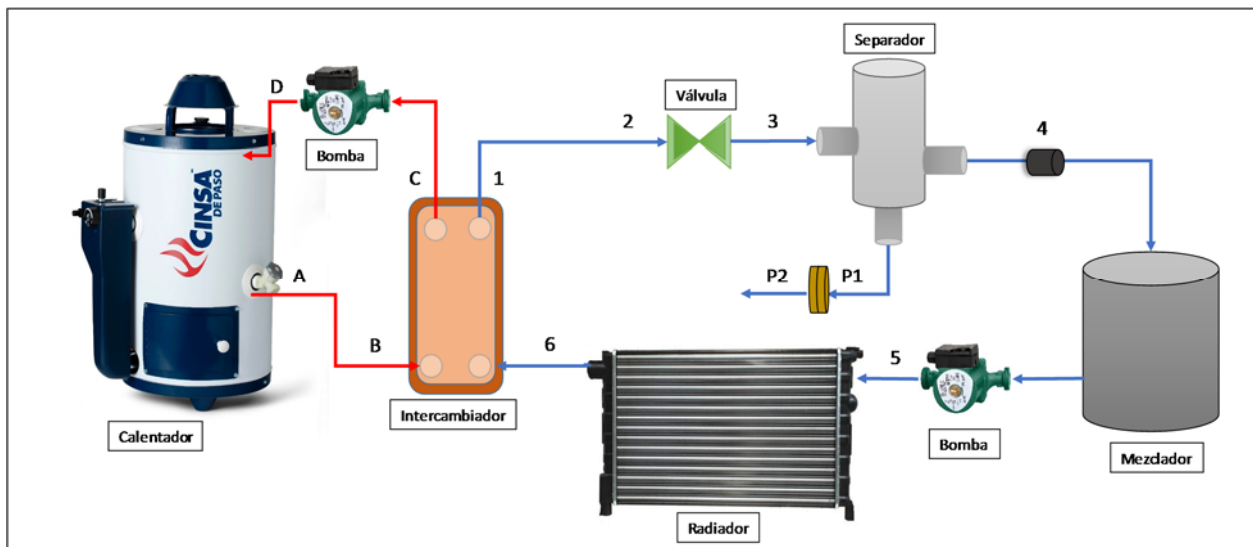 Separador
Válvula
D
Bomba
2
3
4
C
1
CINSA
DE PASO
A
P2
P1
B
6
5
Intercambiador
Calentador
Bomba
Mezclador
Radiador